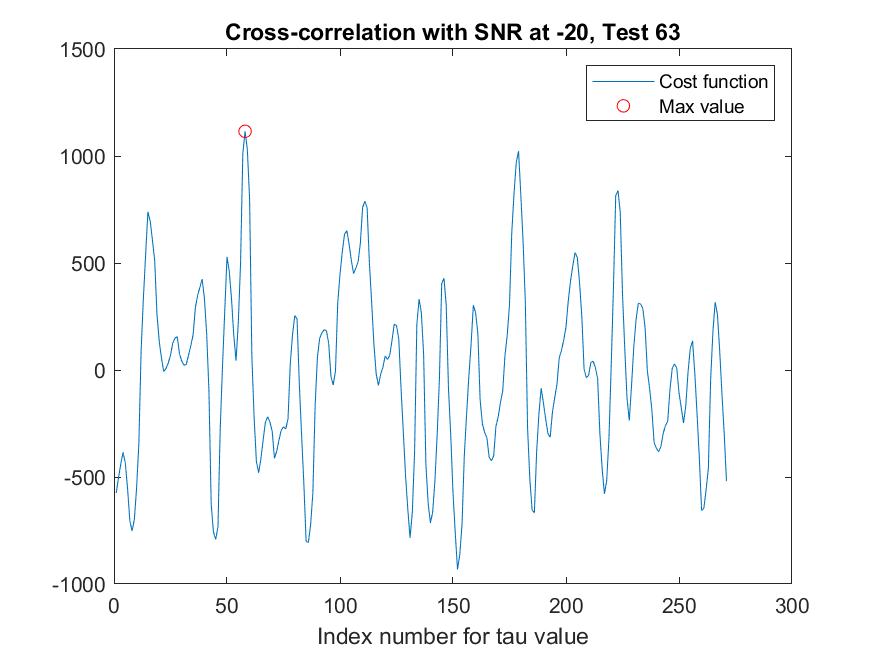 Cross-correlation with SNR at -20, Test 63
1500
Cost function
Max value
1000
500
0
-500
-1000
0 50 100 150 200 250 300
Index number for tau value